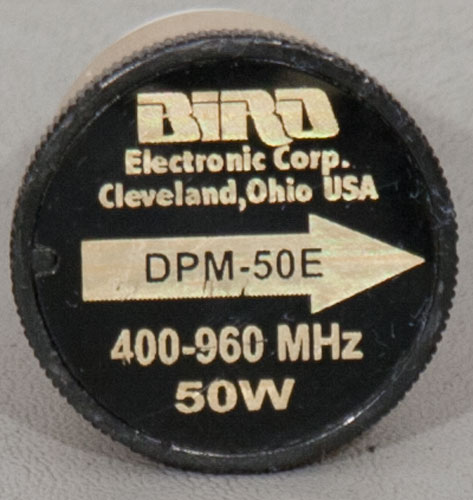 BIRD
Electronic Corp.
Cleveland,Ohio USA
DPM-50E
400-960 MHz
50W